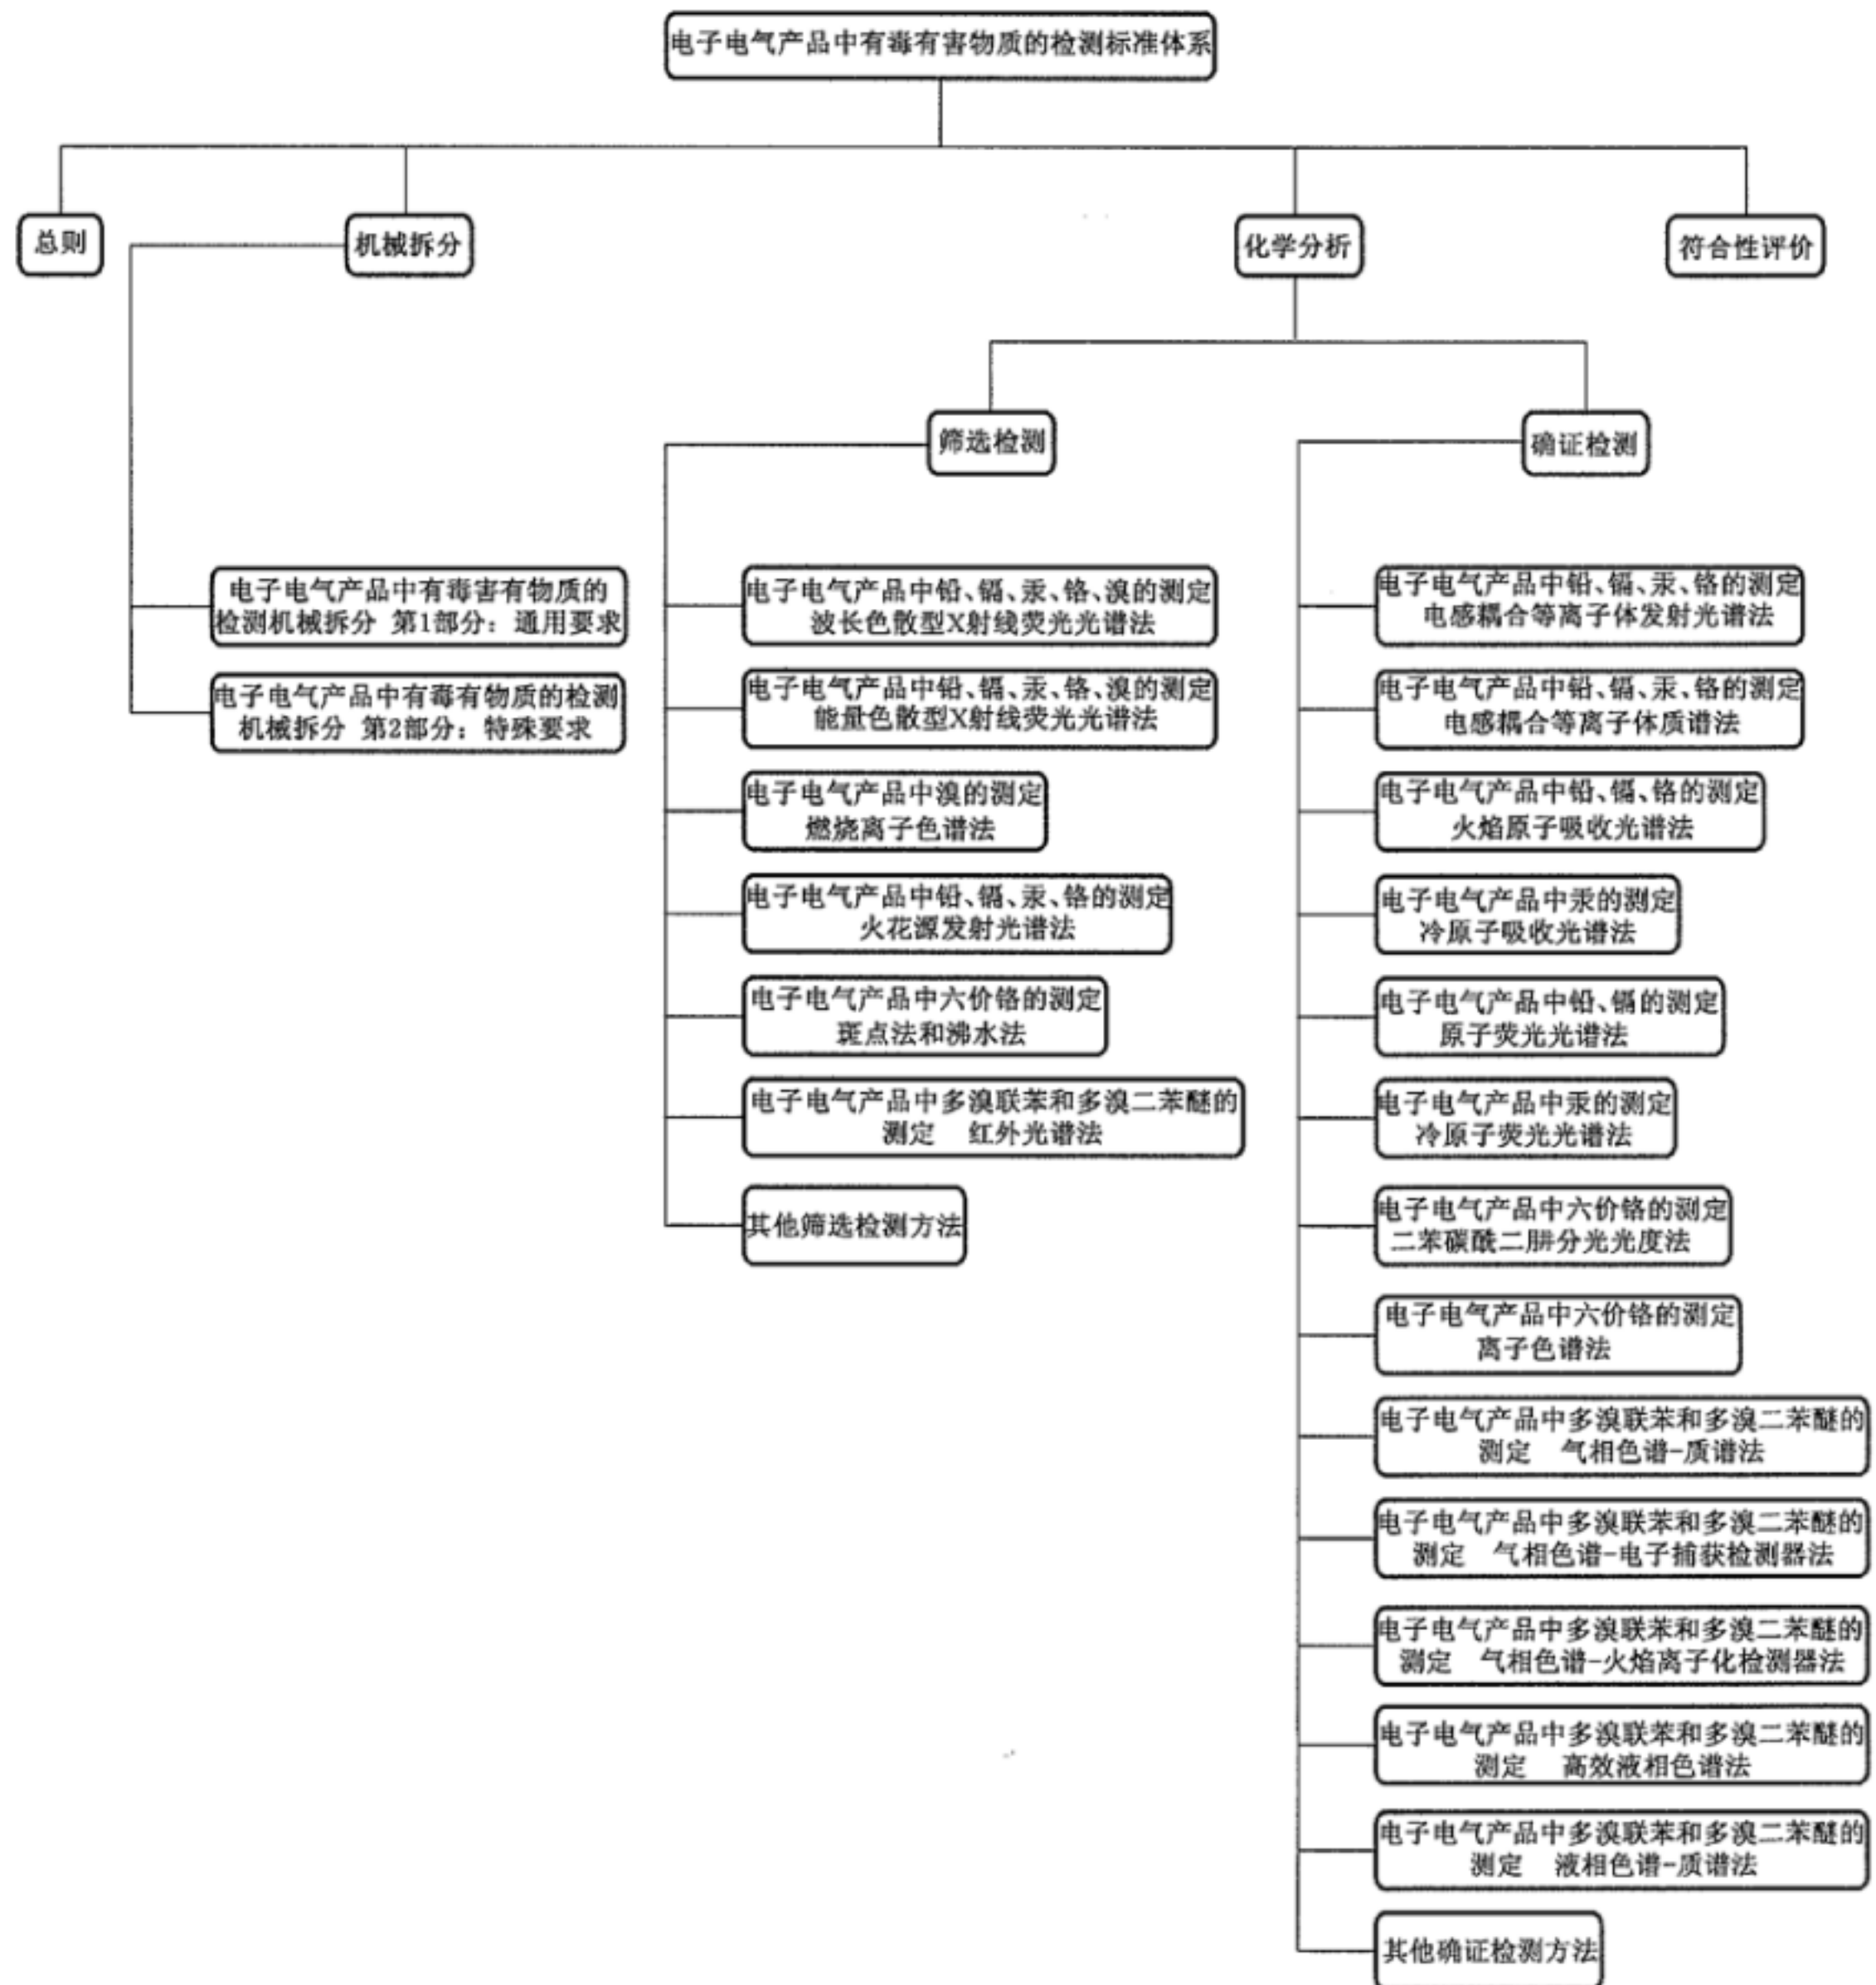 电子电气产品中有毒有害物质的检测标准体系
总则
机械拆分
化学分析
符合性评价
筛选检测
确证检测
电子电气产品中有毒害有物质的
检测机械拆分 第1部分：通用要求
电子电气产品中有毒有物质的检测
机械拆分 第2部分：特殊要求
电子电气产品中铅、镉、汞、铬、溴的测定
波长色散型X射线荧光光谱法
电子电气产品中铅、镉、汞、铬、溴的测定
能量色散型X射线荧光光谱法
电子电气产品中溴的测定
燃烧离子色谱法
电子电气产品中铅、镉、汞、铬的测定
火花源发射光谱法
电子电气产品中六价铬的测定
斑点法和沸水法
电子电气产品中多溴联苯和多溴二苯醚的
测定 红外光谱法
其他筛选检测方法
电子电气产品中铅、镉、汞、铬的测定
电感耦合等离子体发射光谱法
电子电气产品中铅、镉、汞、铬的测定
电感耦合等离子体质谱法
电子电气产品中铅、镉、铬的测定
火焰原子吸收光谱法
电子电气产品中汞的测定
冷原子吸收光谱法
电子电气产品中铅、镉的测定
原子荧光光谱法
电子电气产品中汞的测定
冷原子荧光光谱法
电子电气产品中六价铬的测定
二苯碳酰二肼分光光度法
电子电气产品中六价铬的测定
离子色谱法
电子电气产品中多溴联苯和多溴二苯醚的
测定 气相色谱-质谱法
电子电气产品中多溴联苯和多溴二苯醚的
测定 气相色谱-电子捕获检测器法
电子电气产品中多溴联苯和多溴二苯醚的
测定 气相色谱-火焰离子化检测器法
电子电气产品中多溴联苯和多溴二苯醚的
测定 高效液相色谱法
电子电气产品中多溴联苯和多溴二苯醚的
测定 液相色谱-质谱法
其他确证检测方法